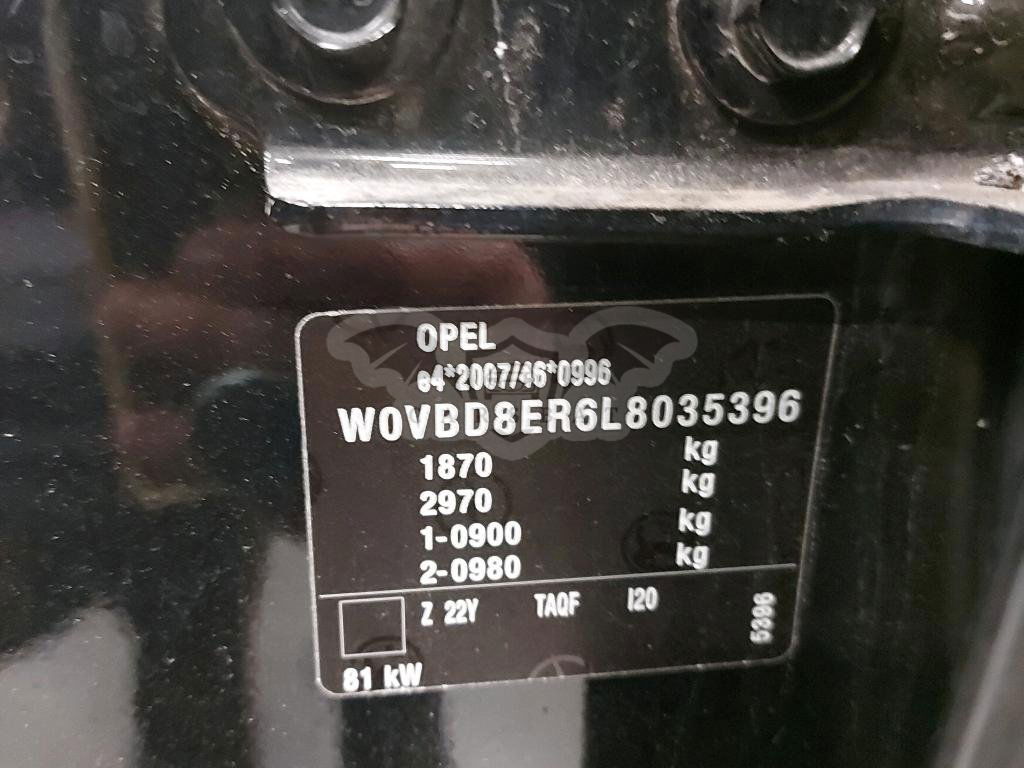 OPEL
e4*2007/46*0996
W0VBD8ER6L8035396
1870 kg
2970 kg
1-0900 kg
2-0980 kg
Z 22Y TAQF I20
5396
81 kW